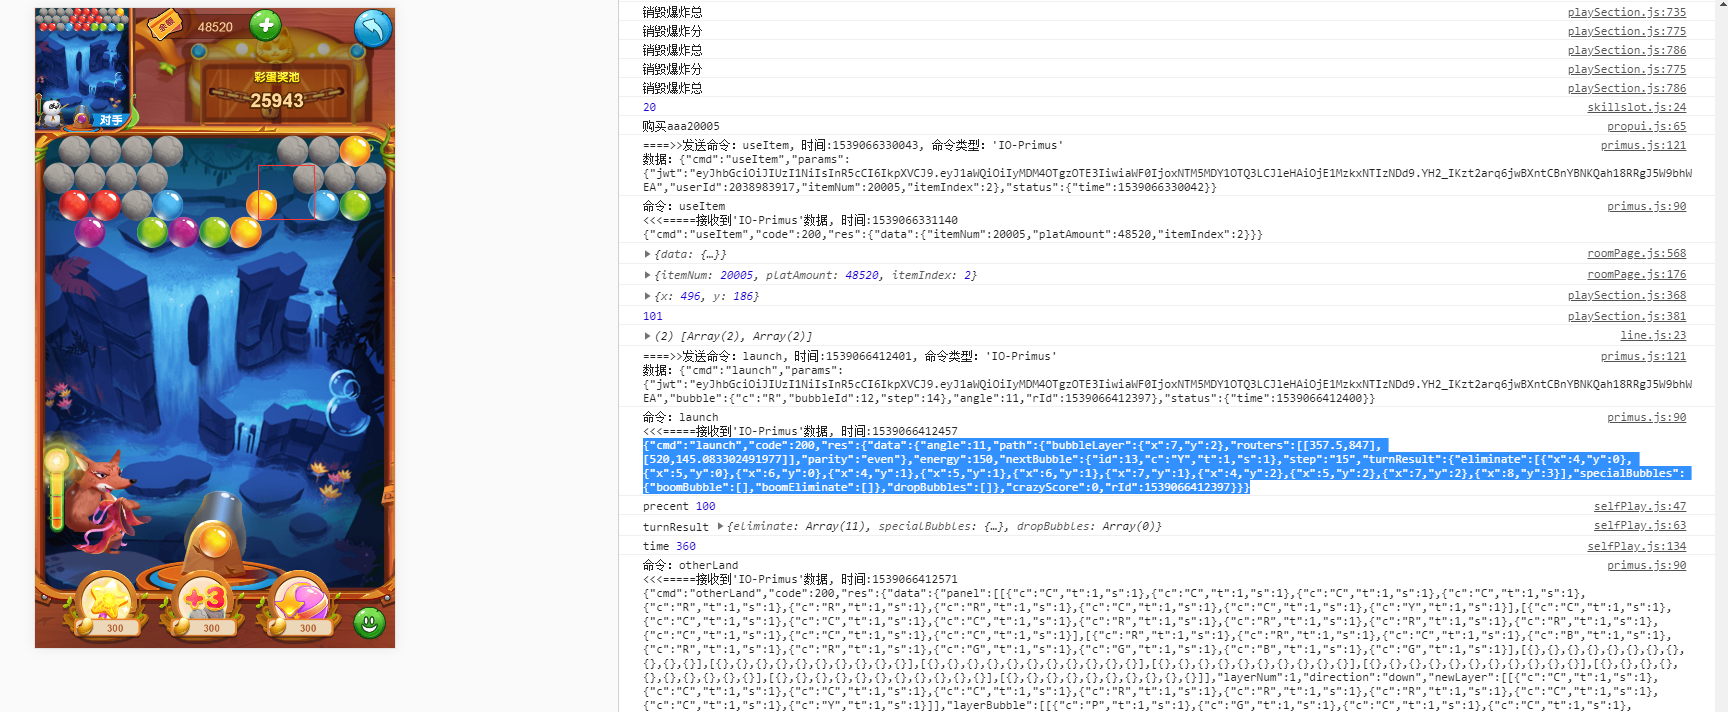 余额
48520
彩蛋奖池
25943
对手
+3
300
300
300
销毁爆炸总 playSection.js:735
销毁爆炸分 playSection.js:775
销毁爆炸总 playSection.js:786
销毁爆炸分 playSection.js:775
销毁爆炸总 playSection.js:786
20 skillslot.js:24
购买aaa20005 propui.js:65
====>>发送命令: useItem, 时间:1539066330043, 命令类型: 'IO-Primus' primus.js:121
数据: {"cmd":"useItem","params":
{"jwt":"eyJhbGciOiJIUzI1NiIsInR5cCI6IkpXVCJ9.eyJ1aWQiOiIyMDM4OTgzOTE3IiwiaWF0IjoxNTM5MDY1OTQ3LCJleHAiOjE1MzkxNTIzNDd9.YH2_IKzt2arq6jwBXntCBnYBNKQah18RRgJ5W9bhW
EA","userId":2038983917,"itemNum":20005,"itemIndex":2},"status":{"time":1539066330042}}
命令: useItem primus.js:90
<<<=====接收到'IO-Primus'数据, 时间:1539066331140
{"cmd":"useItem","code":200,"res":{"data":{"itemNum":20005,"platAmount":48520,"itemIndex":2}}}
{data: {…}} roomPage.js:568
{itemNum: 20005, platAmount: 48520, itemIndex: 2} roomPage.js:176
{x: 496, y: 186} playSection.js:368
101 playSection.js:381
(2) [Array(2), Array(2)] line.js:23
====>>发送命令: launch, 时间:1539066412401, 命令类型: 'IO-Primus' primus.js:121
数据: {"cmd":"launch","params":
{"jwt":"eyJhbGciOiJIUzI1NiIsInR5cCI6IkpXVCJ9.eyJ1aWQiOiIyMDM4OTgzOTE3IiwiaWF0IjoxNTM5MDY1OTQ3LCJleHAiOjE1MzkxNTIzNDd9.YH2_IKzt2arq6jwBXntCBnYBNKQah18RRgJ5W9bhW
EA","bubble":{"c":"R","bubbleId":12,"step":14},"angle":11,"rId":1539066412397},"status":{"time":1539066412400}}
命令: launch primus.js:90
<<<=====接收到'IO-Primus'数据, 时间:1539066412457
{"cmd":"launch","code":200,"res":{"data":{"angle":11,"path":{"bubbleLayer":{"x":7,"y":2},"routers":[[357.5,847],
[520,145.083302491977]],"parity":"even"},"energy":150,"nextBubble":{"id":13,"c":"Y","t":1,"s":1},"step":"15","turnResult":{"eliminate":[{"x":4,"y":0},
{"x":5,"y":0},{"x":6,"y":0},{"x":4,"y":1},{"x":5,"y":1},{"x":6,"y":1},{"x":7,"y":1},{"x":4,"y":2},{"x":5,"y":2},{"x":7,"y":2},{"x":8,"y":3}],"specialBubbles":
{"boomBubble":[],"boomEliminate":[]},"dropBubbles":[]},"crazyScore":0,"rId":1539066412397}}}
precent 100 selfPlay.js:47
turnResult {eliminate: Array(11), specialBubbles: {…}, dropBubbles: Array(0)} selfPlay.js:63
time 360 selfPlay.js:134
命令: otherLand primus.js:90
<<<=====接收到'IO-Primus'数据, 时间:1539066412571
{"cmd":"otherLand","code":200,"res":{"data":{"panel":[[{"c":"C","t":1,"s":1},{"c":"C","t":1,"s":1},{"c":"C","t":1,"s":1},{"c":"C","t":1,"s":1},
{"c":"R","t":1,"s":1},{"c":"R","t":1,"s":1},{"c":"R","t":1,"s":1},{"c":"C","t":1,"s":1},{"c":"C","t":1,"s":1},{"c":"Y","t":1,"s":1}],[{"c":"C","t":1,"s":1},
{"c":"C","t":1,"s":1},{"c":"C","t":1,"s":1},{"c":"C","t":1,"s":1},{"c":"R","t":1,"s":1},{"c":"R","t":1,"s":1},{"c":"R","t":1,"s":1},{"c":"R","t":1,"s":1},
{"c":"C","t":1,"s":1},{"c":"C","t":1,"s":1},{"c":"C","t":1,"s":1}],[{"c":"R","t":1,"s":1},{"c":"R","t":1,"s":1},{"c":"C","t":1,"s":1},{"c":"B","t":1,"s":1},
{"c":"R","t":1,"s":1},{"c":"R","t":1,"s":1},{"c":"G","t":1,"s":1},{"c":"G","t":1,"s":1},{"c":"B","t":1,"s":1},{"c":"G","t":1,"s":1}],[{},{},{},{},{},{},{},{},
{},{},{}],[{},{},{},{},{},{},{},{},{},{}],[{},{},{},{},{},{},{},{},{},{},{}],[{},{},{},{},{},{},{},{},{},{}],[{},{},{},{},{},{},{},{},{},{},{}],[{},{},{},{},
{},{},{},{},{},{}],[{},{},{},{},{},{},{},{},{},{},{}],[{},{},{},{},{},{},{},{},{},{}]],"layerNum":1,"direction":"down","newLayer":[[{"c":"C","t":1,"s":1},
{"c":"C","t":1,"s":1},{"c":"C","t":1,"s":1},{"c":"C","t":1,"s":1},{"c":"R","t":1,"s":1},{"c":"R","t":1,"s":1},{"c":"R","t":1,"s":1},{"c":"C","t":1,"s":1},
{"c":"C","t":1,"s":1},{"c":"Y","t":1,"s":1}]],"layerBubble":[[{"c":"P","t":1,"s":1},{"c":"G","t":1,"s":1},{"c":"C","t":1,"s":1},{"c":"C","t":1,"s":1},